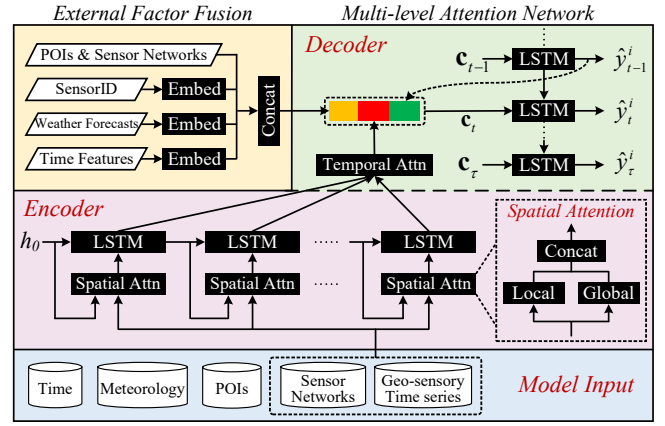 External Factor Fusion
Multi-level Attention Network
POIs & Sensor Networks
SensorID
Embed
Weather Forecasts
Embed
Time Features
Embed
Concat
Decoder
c_{t-1}
LSTM
ŷ^i_{t-1}
c_t
LSTM
ŷ^i_t
c_τ
LSTM
ŷ^i_τ
Temporal Attn
Encoder
h_0
LSTM
LSTM
......
LSTM
Spatial Attn
Spatial Attn
......
Spatial Attn
Spatial Attention
Concat
Local
Global
Time
Meteorology
POIs
Sensor
Networks
Geo-sensory
Time series
Model Input